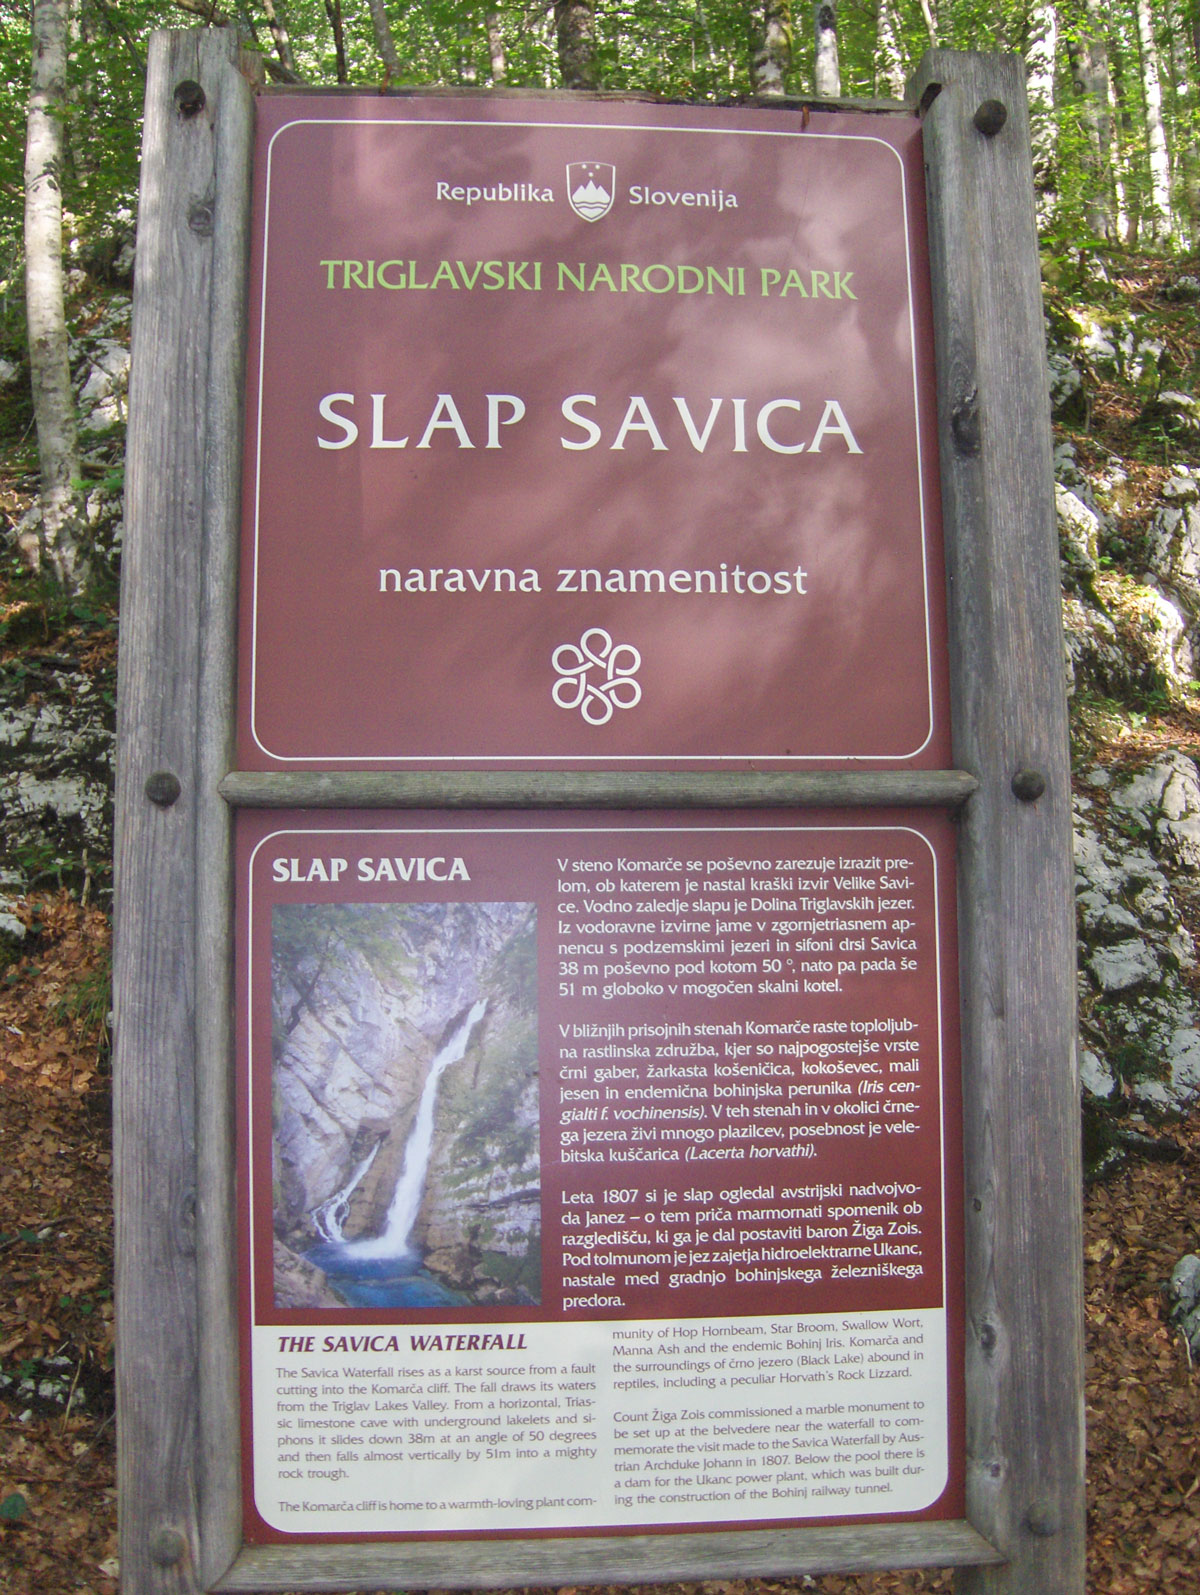 Republika Slovenija
TRIGLAVSKI NARODNI PARK
SLAP SAVICA
naravna znamenitost
SLAP SAVICA
V steno Komarče se poševno zarezuje izrazit pre-
lom, ob katerem je nastal kraški izvir Velike Savi-
ce. Vodno zaledje slapu je Dolina Triglavskih jezer.
Iz vodoravne izvirne jame v zgornjetriasnem ap-
nencu s podzemskimi jezeri in sifoni drsi Savica
38 m poševno pod kotom 50 °, nato pa pada še
51 m globoko v mogočen skalni kotel.
V bližnjih prisojnih stenah Komarče raste toploljub-
na rastlinska združba, kjer so najpogostejše vrste
črni gaber, žarkasta košeničica, kokoševec, mali
jesen in endemična bohinjska perunika (Iris cen-
gialti f. vochinensis). V teh stenah in v okolici črne-
ga jezera živi mnogo plazilcev, posebnost je vele-
bitska kuščarica (Lacerta horvathi).
Leta 1807 si je slap ogledal avstrijski nadvojvo-
da Janez – o tem priča marmornati spomenik ob
razgledišču, ki ga je dal postaviti baron Žiga Zois.
Pod tolmunom je jez zajetja hidroelektrarne Ukanc,
nastale med gradnjo bohinjskega železniškega
predora.
THE SAVICA WATERFALL
The Savica Waterfall rises as a karst source from a fault
cutting into the Komarča cliff. The fall draws its waters
from the Triglav Lakes Valley. From a horizontal, Trias-
sic limestone cave with underground lakelets and si-
phons it slides down 38m at an angle of 50 degrees
and then falls almost vertically by 51m into a mighty
rock trough.
The Komarča cliff is home to a warmth-loving plant com-
munity of Hop Hornbeam, Star Broom, Swallow Wort,
Manna Ash and the endemic Bohinj Iris. Komarča and
the surroundings of črno jezero (Black Lake) abound in
reptiles, including a peculiar Horvath's Rock Lizzard.
Count Žiga Zois commissioned a marble monument to
be set up at the belvedere near the waterfall to com-
memorate the visit made to the Savica Waterfall by Aus-
trian Archduke Johann in 1807. Below the pool there is
a dam for the Ukanc power plant, which was built dur-
ing the construction of the Bohinj railway tunnel.